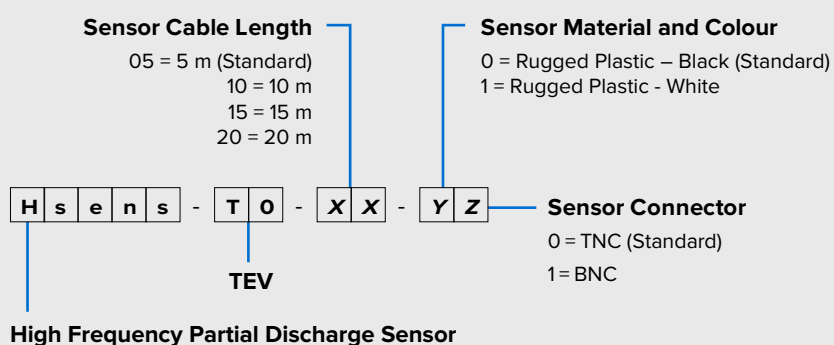 Sensor Cable Length
05 = 5 m (Standard)
10 = 10 m
15 = 15 m
20 = 20 m
Sensor Material and Colour
0 = Rugged Plastic – Black (Standard)
1 = Rugged Plastic - White
H s e n s - T 0 - X X - Y Z
Sensor Connector
0 = TNC (Standard)
1 = BNC
TEV
High Frequency Partial Discharge Sensor